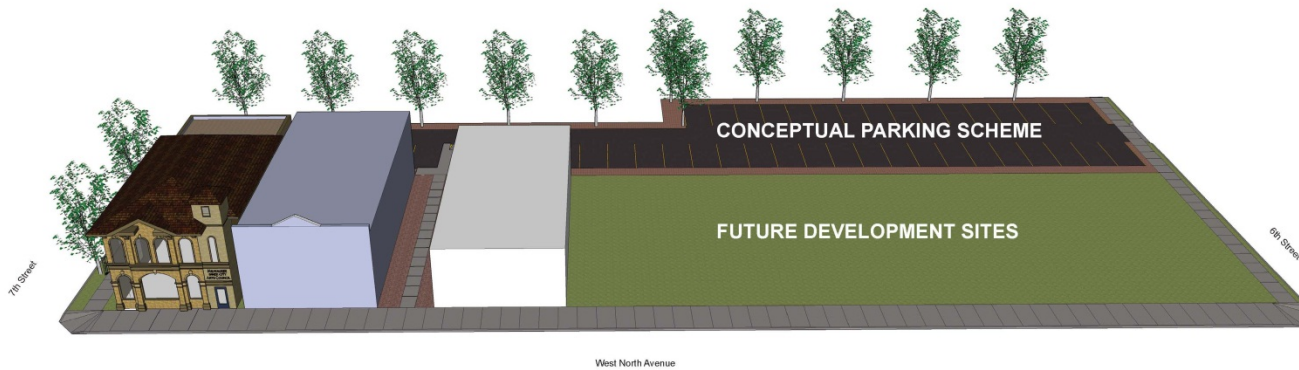 CONCEPTUAL PARKING SCHEME
FUTURE DEVELOPMENT SITES
7th Street
6th Street
West North Avenue